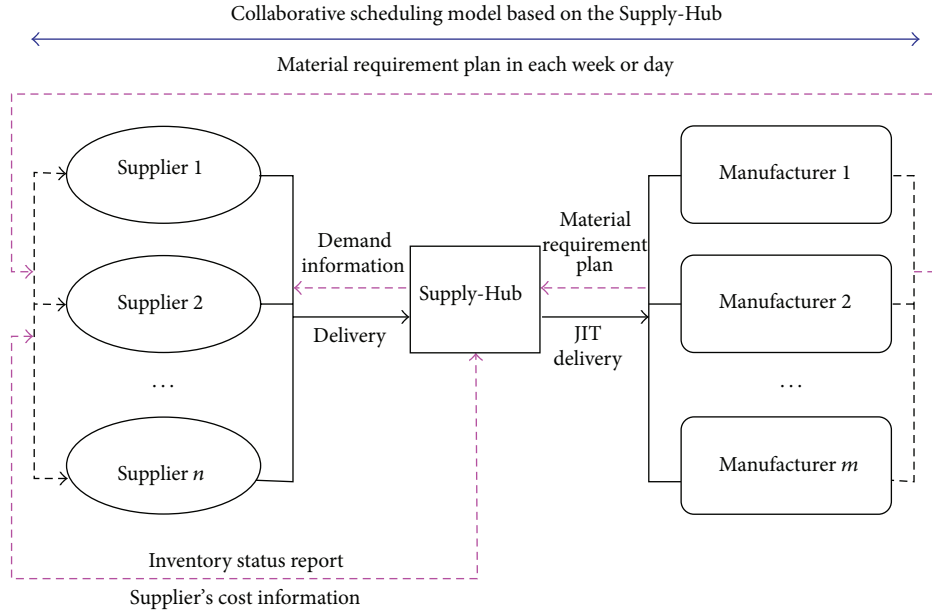 Collaborative scheduling model based on the Supply-Hub
Material requirement plan in each week or day
Supplier 1
Manufacturer 1
Demand
information
Material
requirement
plan
Supplier 2
Supply-Hub
Manufacturer 2
Delivery
JIT
delivery
...
...
Supplier n
Manufacturer m
Inventory status report
Supplier's cost information